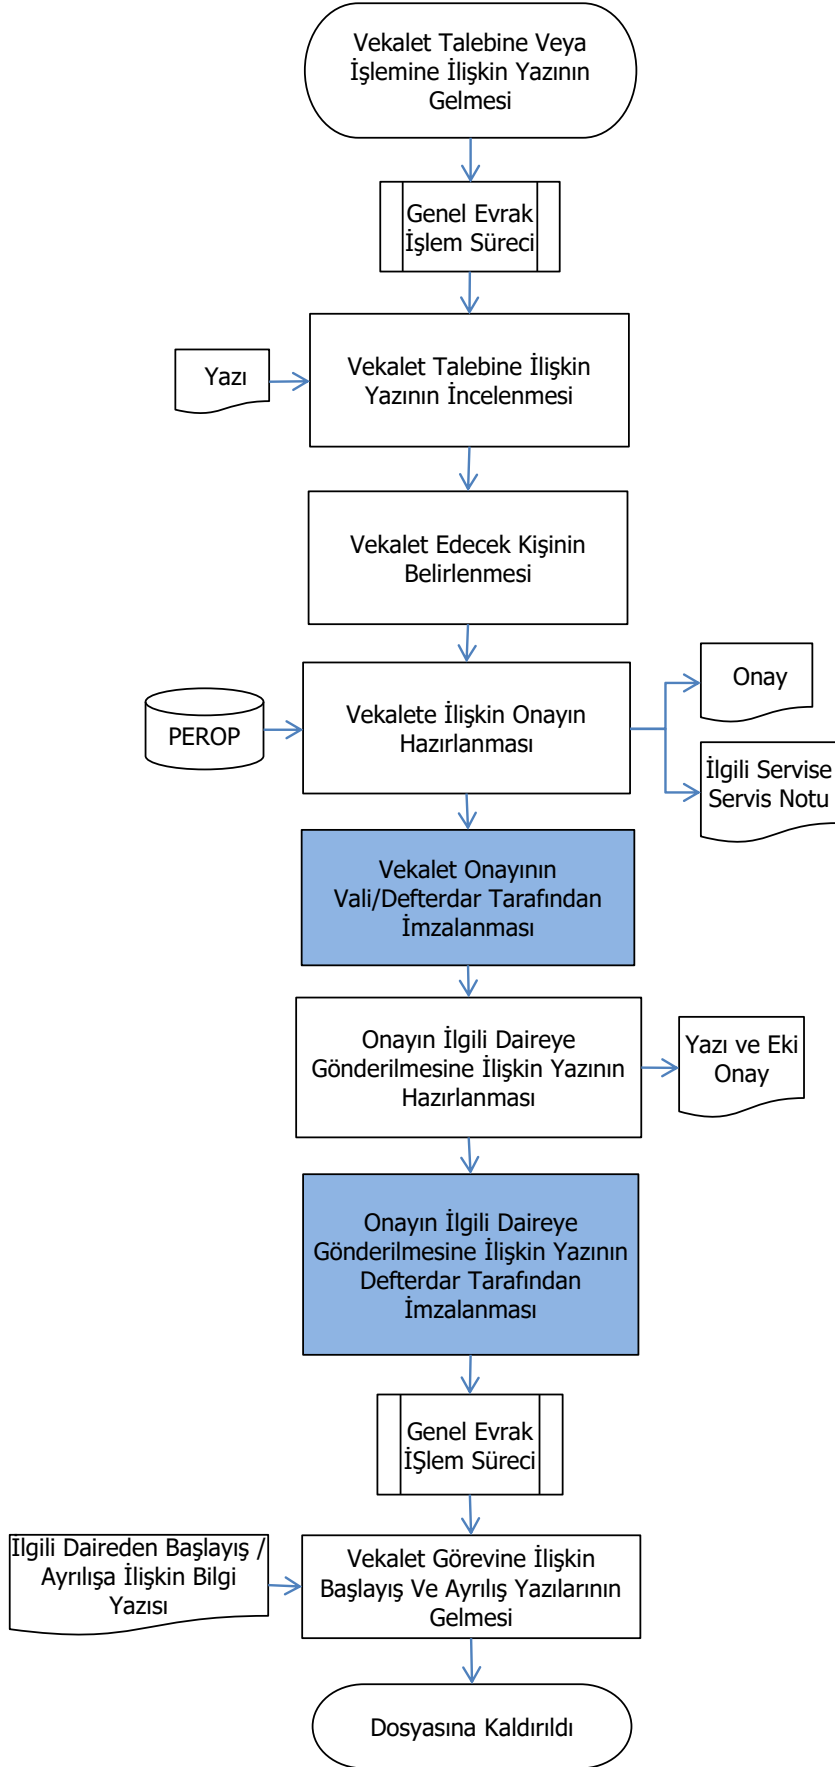 Vekalet Talebine Veya
İşlemine İlişkin Yazının
Gelmesi
Genel Evrak
İşlem Süreci
Yazı
Vekalet Talebine İlişkin
Yazının İncelenmesi
Vekalet Edecek Kişinin
Belirlenmesi
PEROP
Vekalete İlişkin Onayın
Hazırlanması
Onay
İlgili Servise
Servis Notu
Vekalet Onayının
Vali/Defterdar Tarafından
İmzalanması
Onayın İlgili Daireye
Gönderilmesine İlişkin Yazının
Hazırlanması
Yazı ve Eki
Onay
Onayın İlgili Daireye
Gönderilmesine İlişkin Yazının
Defterdar Tarafından
İmzalanması
Genel Evrak
İŞlem Süreci
İlgili Daireden Başlayış /
Ayrılışa İlişkin Bilgi
Yazısı
Vekalet Görevine İlişkin
Başlayış Ve Ayrılış Yazılarının
Gelmesi
Dosyasına Kaldırıldı